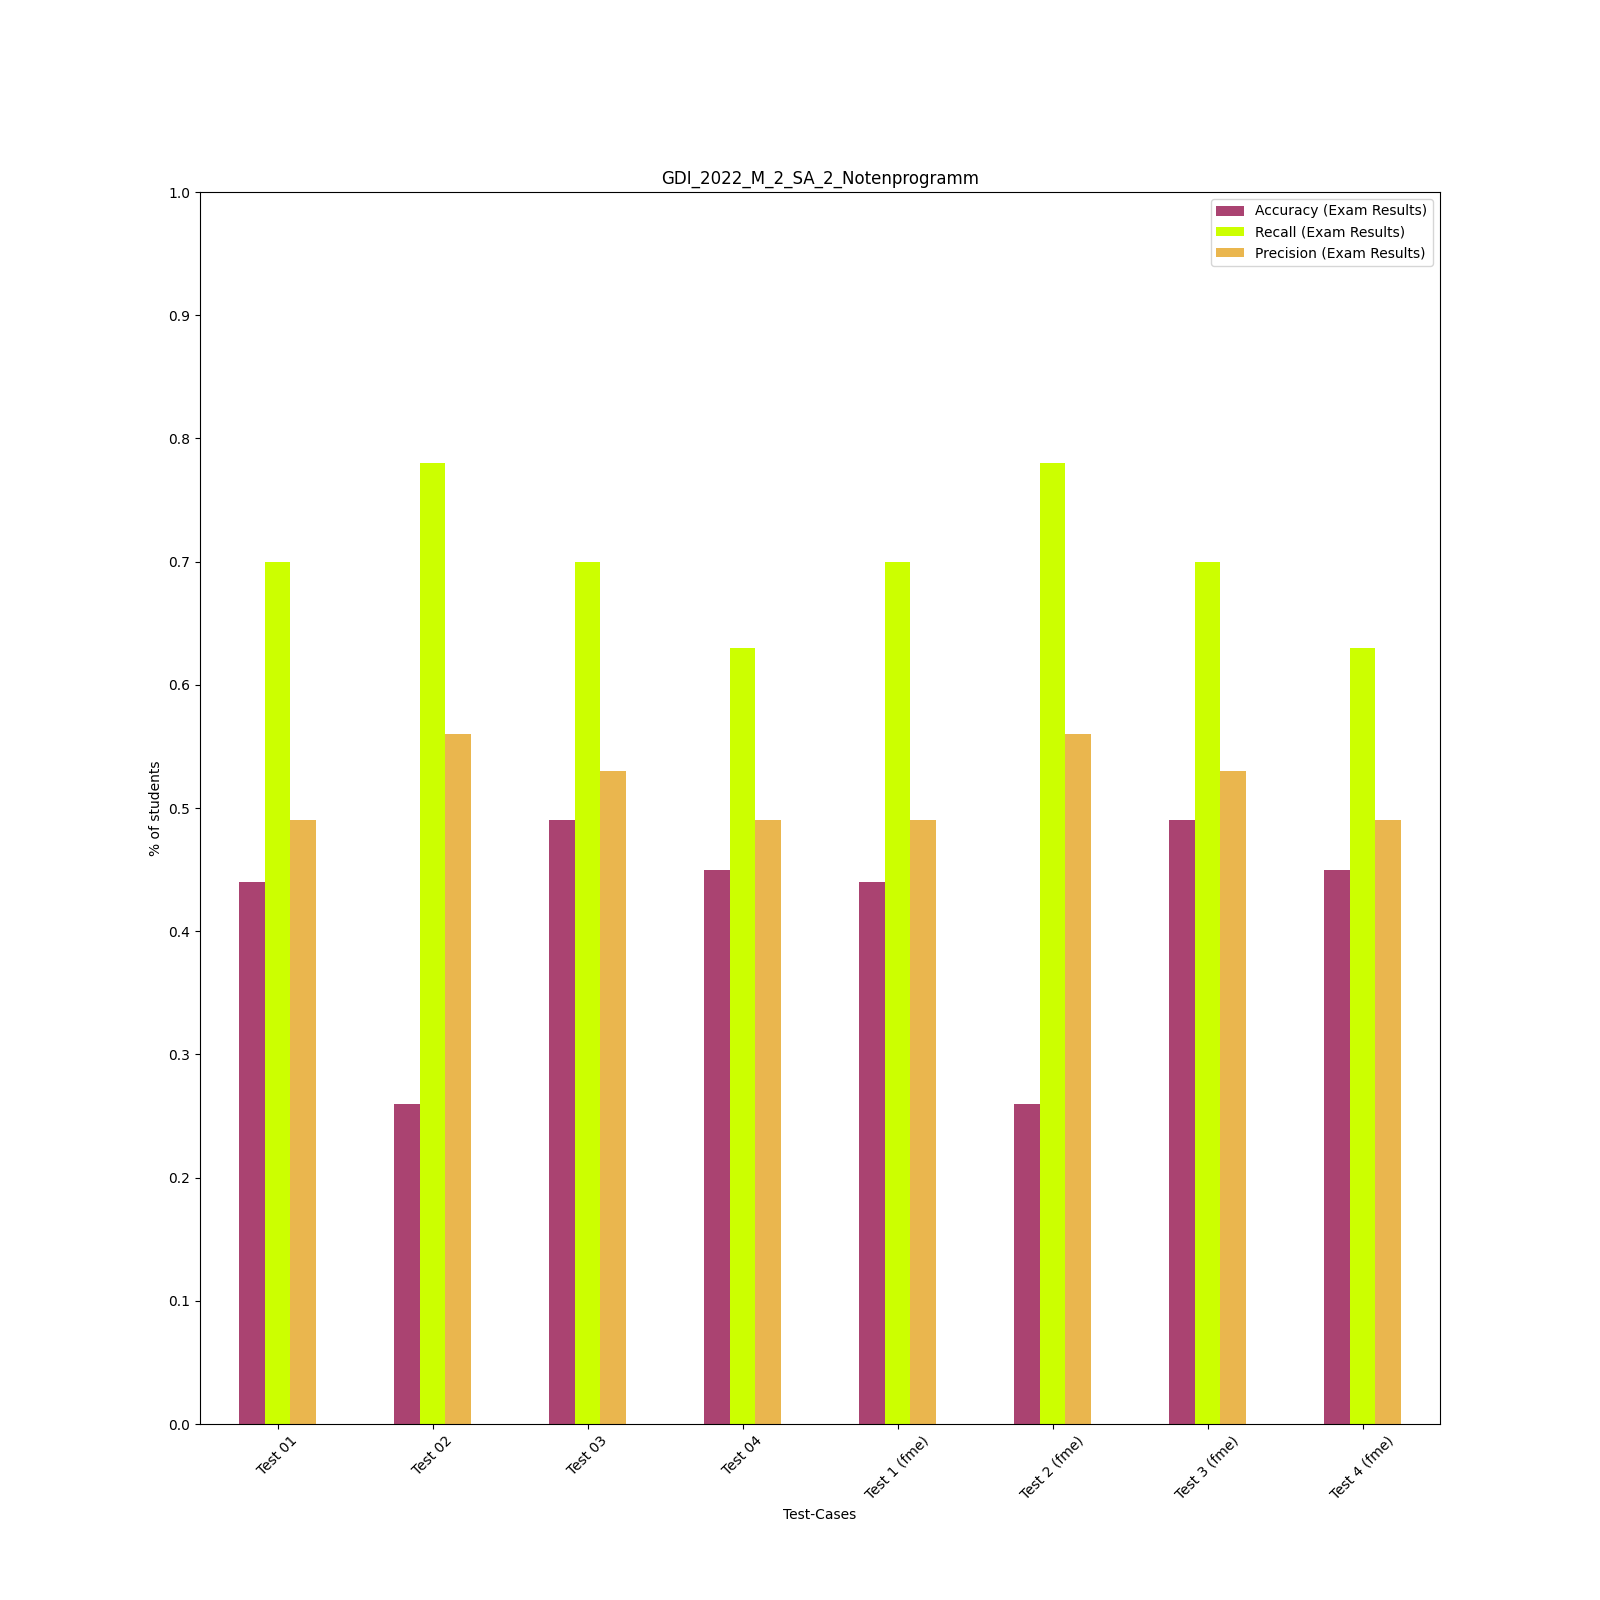 GDI_2022_M_2_SA_2_Notenprogramm
Accuracy (Exam Results)
Recall (Exam Results)
Precision (Exam Results)
1.0
0.9
0.8
0.7
0.6
0.5
0.4
0.3
0.2
0.1
0.0
% of students
Test 01
Test 02
Test 03
Test 04
Test 1 (fme)
Test 2 (fme)
Test 3 (fme)
Test 4 (fme)
Test-Cases